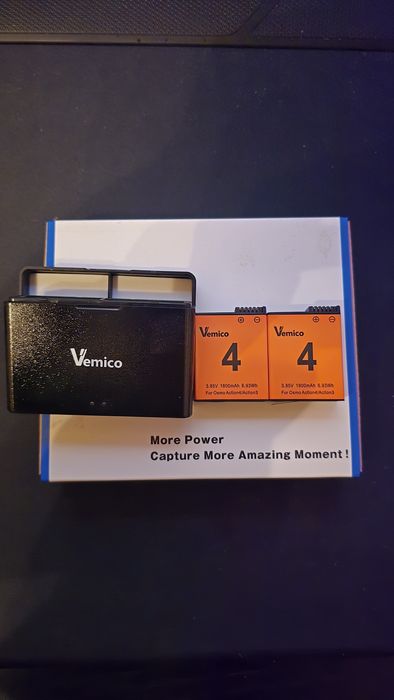 Vemico
Vemico
4
3.85V 1800mAh 6.93Wh
For Osmo Action4/Action3
Vemico
4
3.85V 1800mAh 6.93Wh
For Osmo Action4/Action3
More Power
Capture More Amazing Moment!